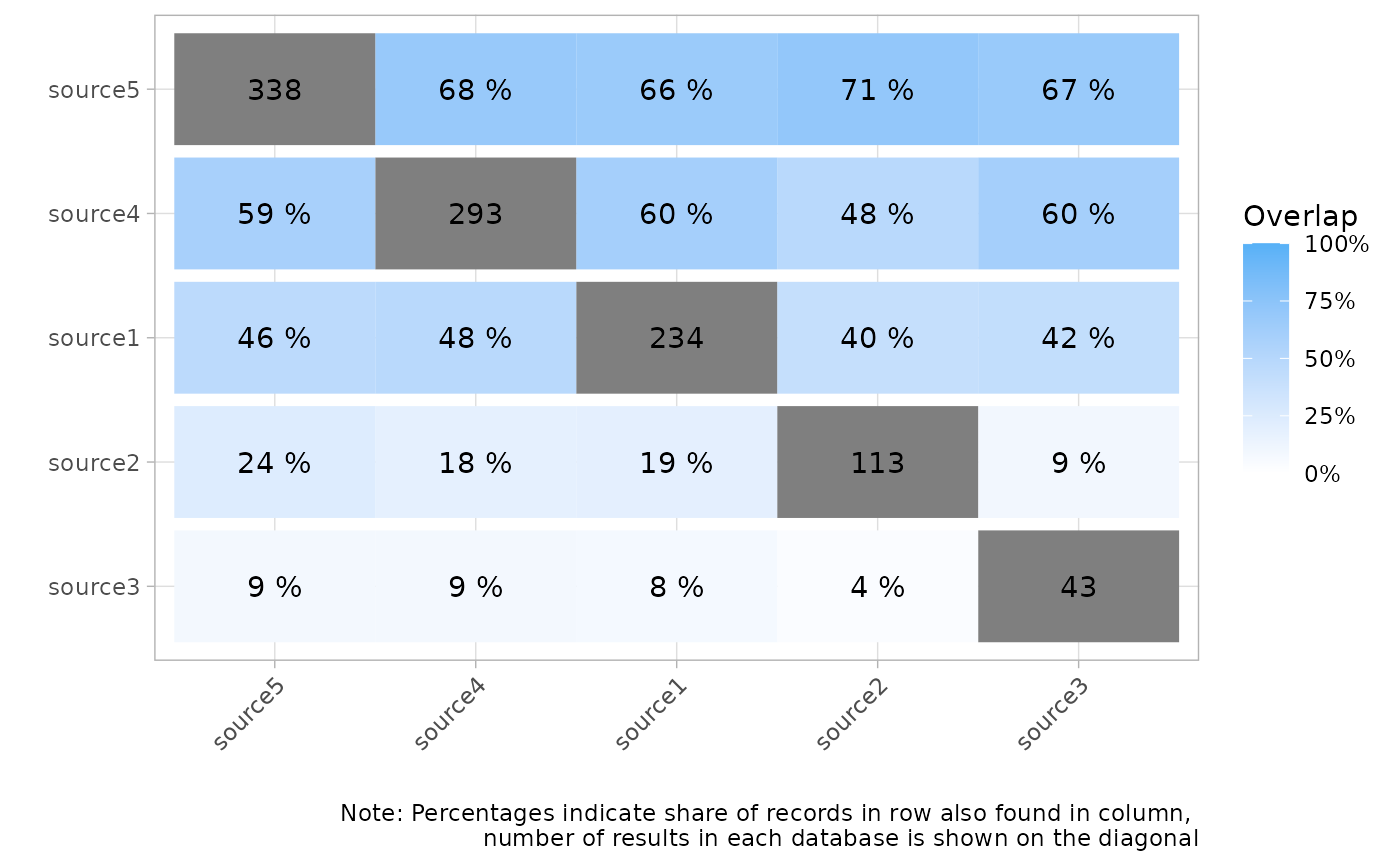 source5 338 68 % 66 % 71 % 67 %
source4 59 % 293 60 % 48 % 60 %
source1 46 % 48 % 234 40 % 42 %
source2 24 % 18 % 19 % 113 9 %
source3 9 % 9 % 8 % 4 % 43
source5 source4 source1 source2 source3
Overlap
100%
75%
50%
25%
0%
Note: Percentages indicate share of records in row also found in column,
number of results in each database is shown on the diagonal